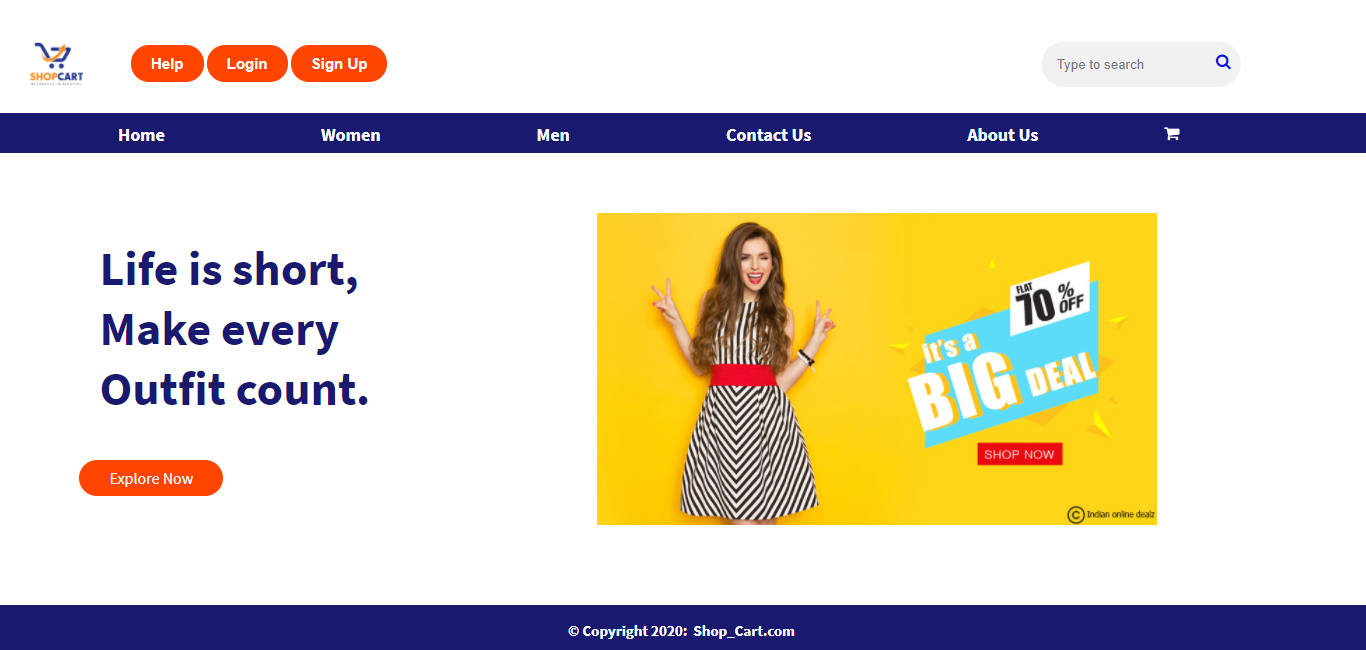 SHOPCART
Help
Login
Sign Up
Type to search
Home
Women
Men
Contact Us
About Us
Life is short,
Make every
Outfit count.
Explore Now
FLAT
70% OFF
it's a
BIG DEAL
SHOP NOW
© Indian online dealz
© Copyright 2020: Shop_Cart.com